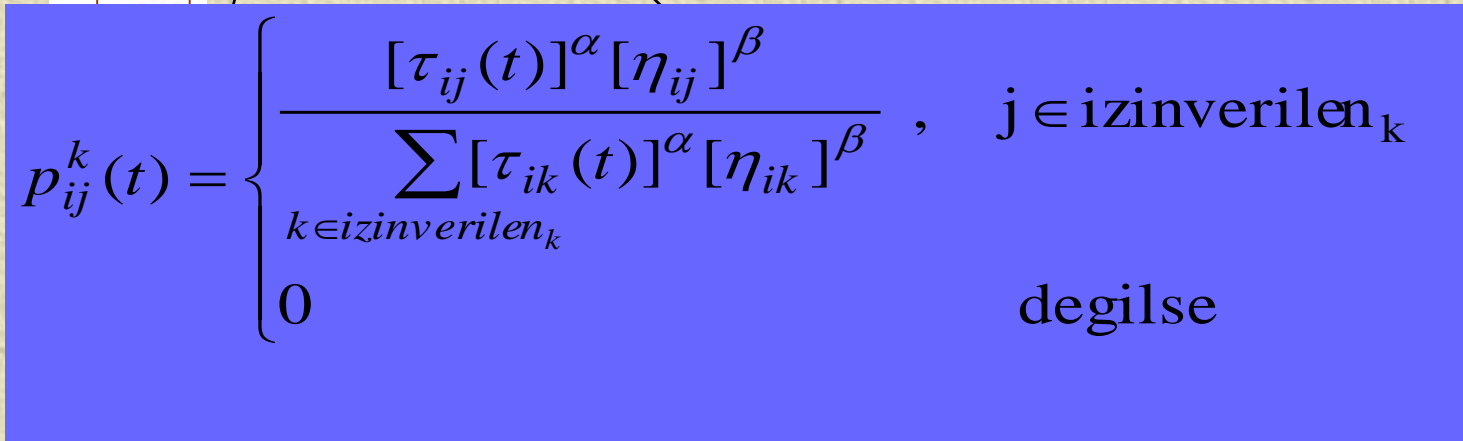 [τ_ij (t)]^α [η_ij]^β , j ∈ izinverilen_k
p_ij^k (t) = {
∑ [τ_ik (t)]^α [η_ik]^β
k∈izinverilen_k
0 degilse